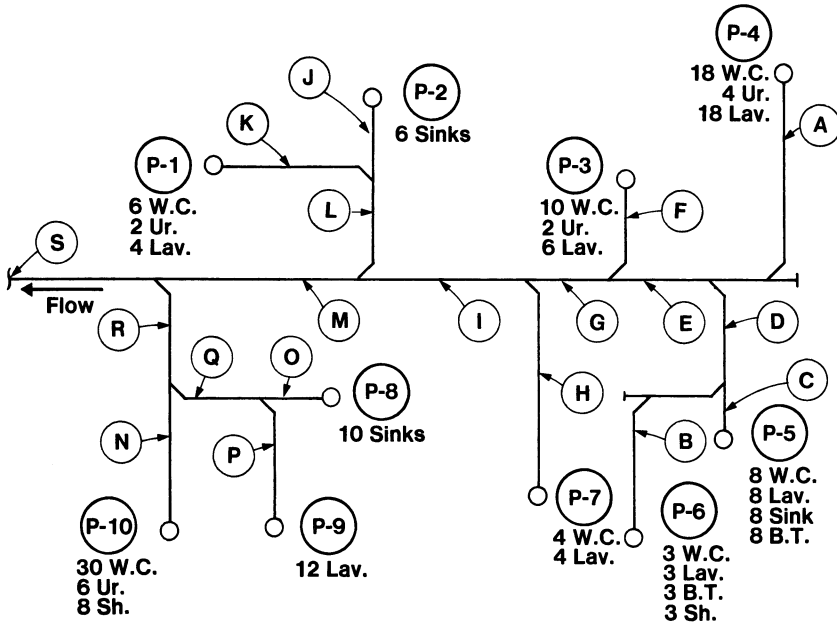 P-4
18 W.C.
4 Ur.
18 Lav.
A
J
P-2
6 Sinks
K
P-1
6 W.C.
2 Ur.
4 Lav.
L
P-3
10 W.C.
2 Ur.
6 Lav.
F
S
Flow
R
M
I
G
E
D
Q
O
P-8
10 Sinks
H
C
N
P
B
P-5
8 W.C.
8 Lav.
8 Sink
8 B.T.
P-10
30 W.C.
6 Ur.
8 Sh.
P-9
12 Lav.
P-7
4 W.C.
4 Lav.
P-6
3 W.C.
3 Lav.
3 B.T.
3 Sh.